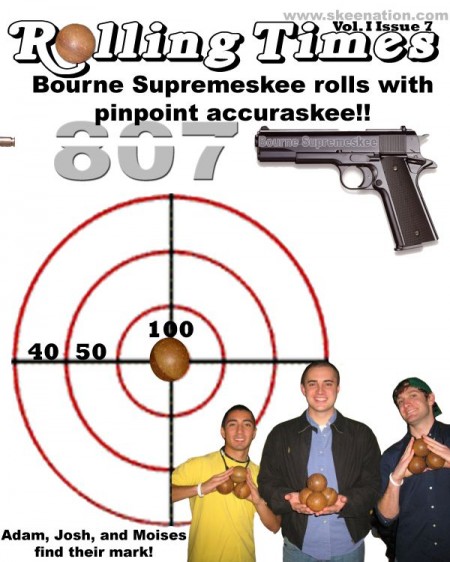 www.skeenation.com
Rolling Times
Vol. I Issue 7
Bourne Supremeskee rolls with
pinpoint accuraskee!!
807
Bourne Supremeskee
100
40 50
Adam, Josh, and Moises
find their mark!